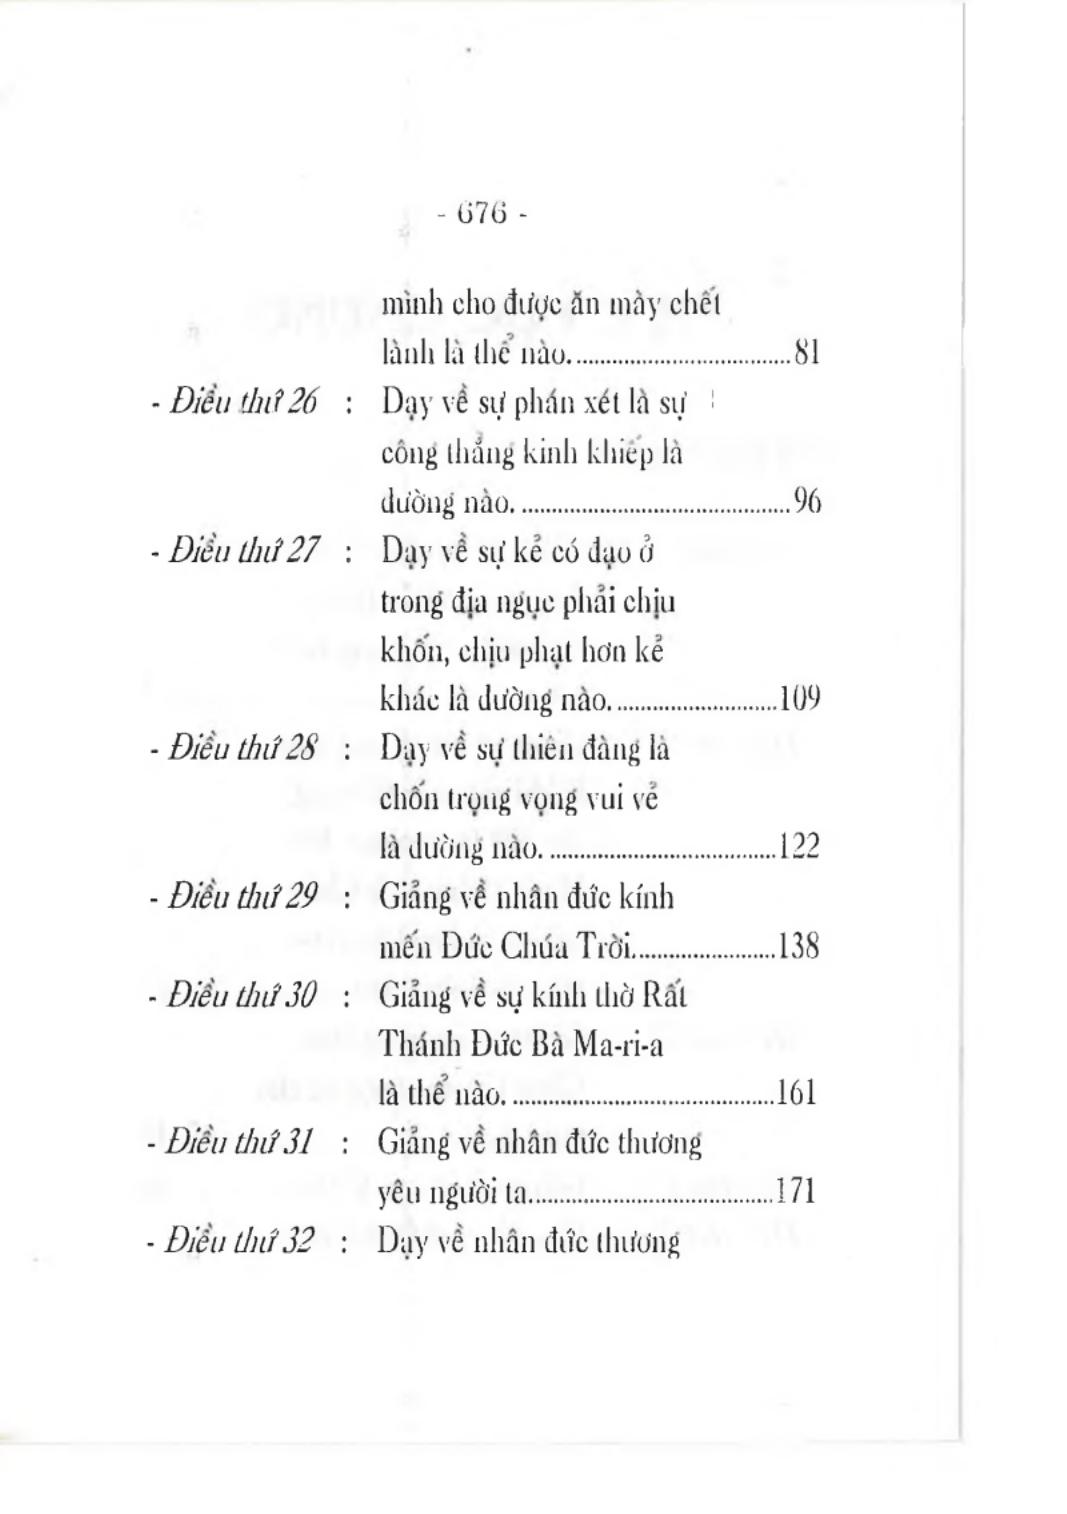 - 676 -
mình cho được ăn mày chết
lành là thể nào.....................................81
- Điều thứ 26 : Dạy về sự phán xét là sự
công thẳng kinh khiếp là
dường nào. .............................................96
- Điều thứ 27 : Dạy về sự kẻ có đạo ở
trong địa ngục phải chịu
khốn, chịu phạt hơn kẻ
khác là dường nào. ...........................109
- Điều thứ 28 : Dạy về sự thiên đàng là
chốn trọng vọng vui vẻ
là dường nào. ......................................122
- Điều thứ 29 : Giảng về nhân đức kính
mến Đức Chúa Trời........................138
- Điều thứ 30 : Giảng về sự kính thờ Rất
Thánh Đức Bà Ma-ri-a
là thể nào. ............................................161
- Điều thứ 31 : Giảng về nhân đức thương
yêu người ta..........................................171
- Điều thứ 32 : Dạy về nhân đức thương